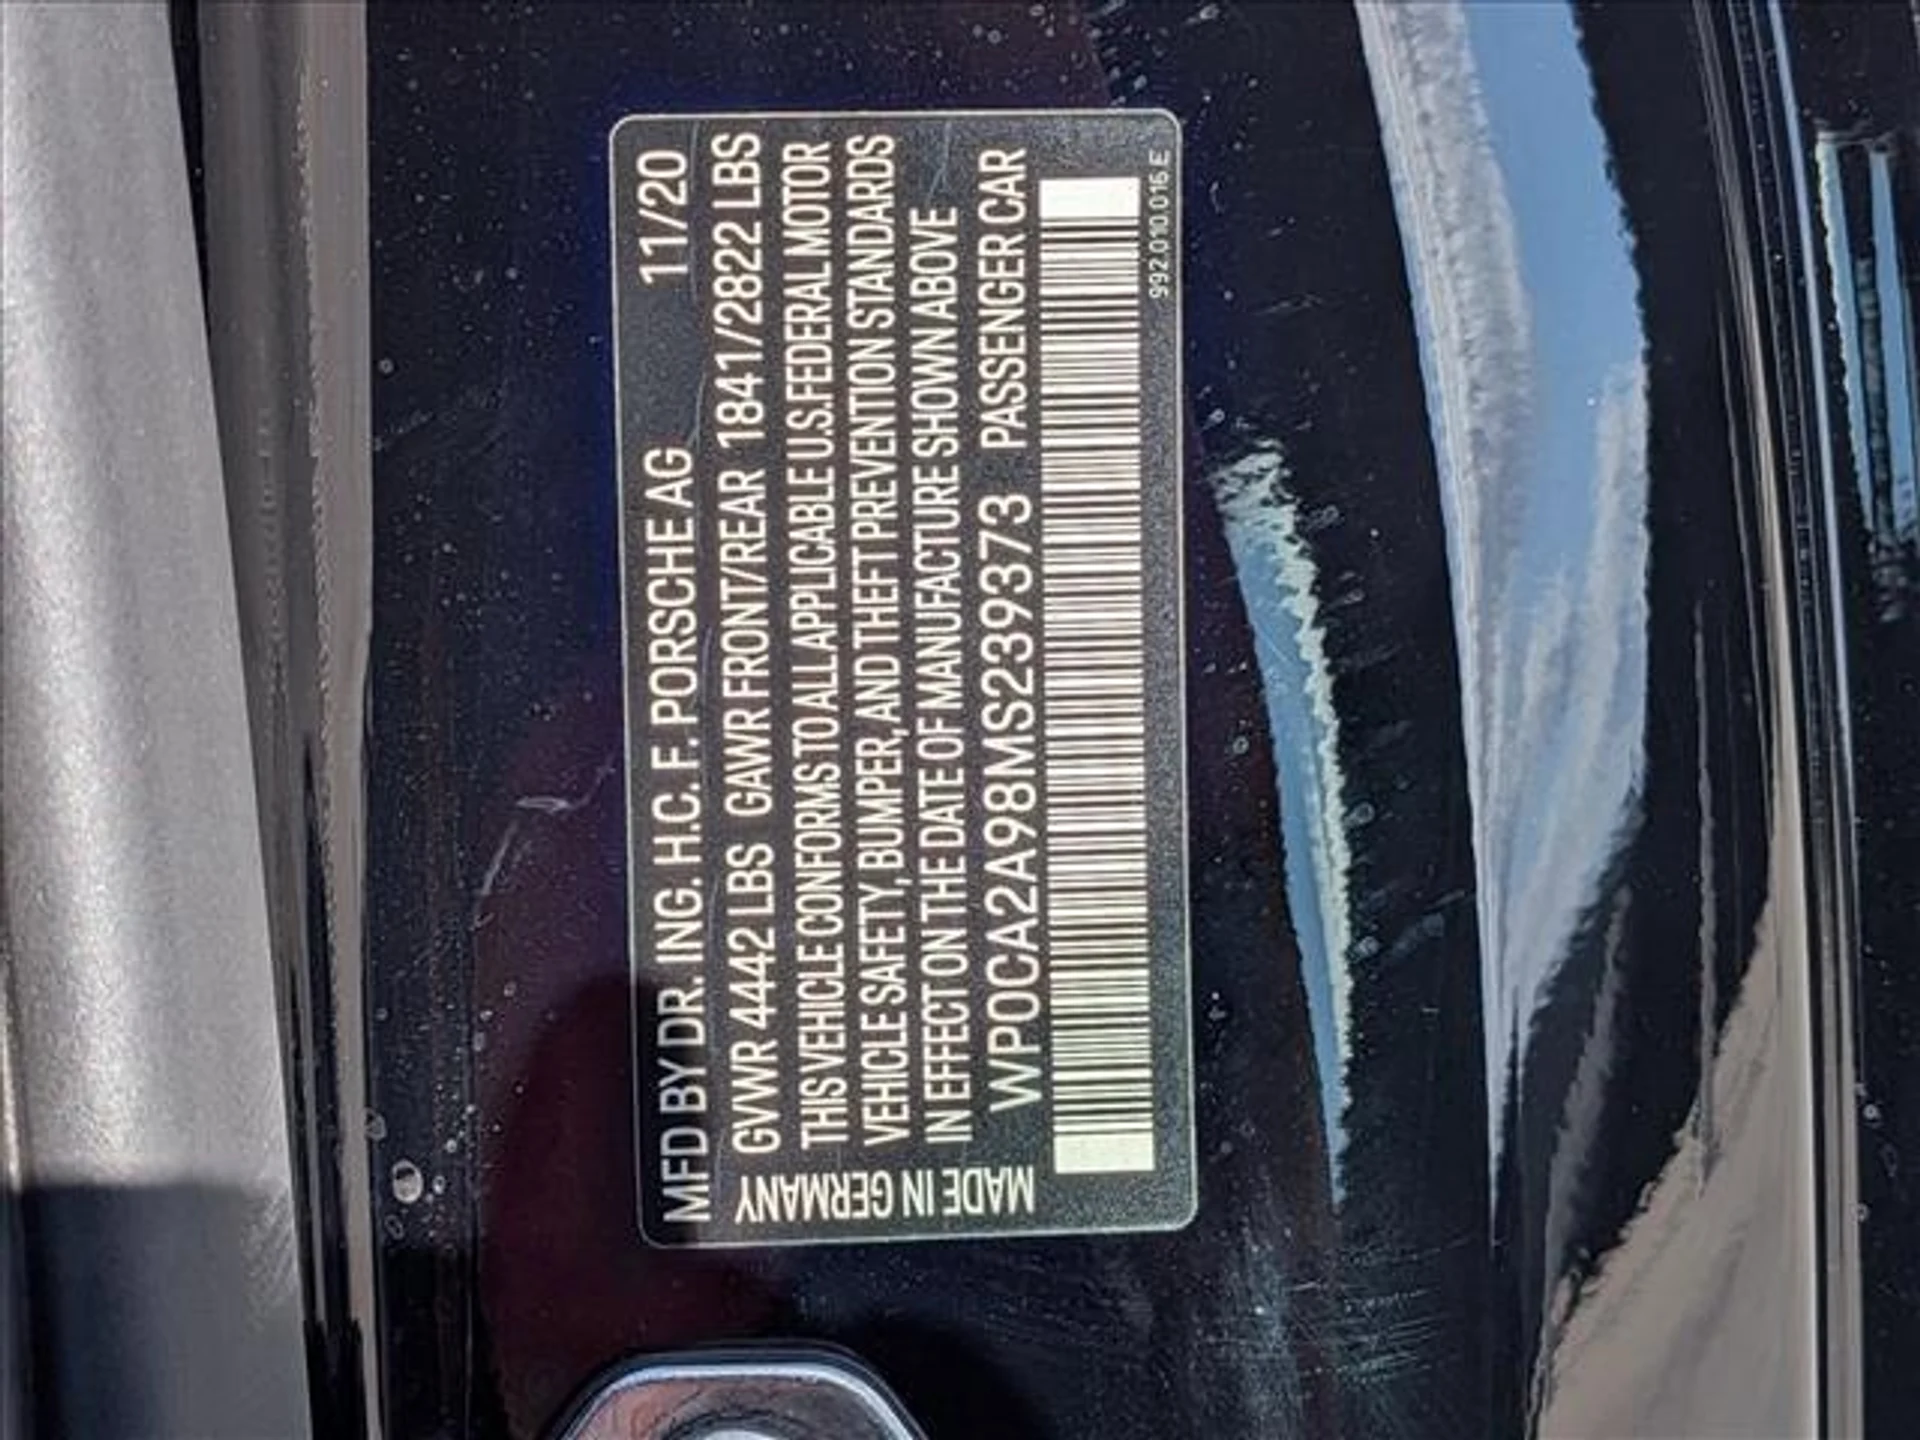 MFD BY DR. ING. H.C. F. PORSCHE AG 11/20
GVWR 4442 LBS GAWR FRONT/REAR 1841/2822 LBS
THIS VEHICLE CONFORMS TO ALL APPLICABLE U.S. FEDERAL MOTOR
VEHICLE SAFETY, BUMPER, AND THEFT PREVENTION STANDARDS
IN EFFECT ON THE DATE OF MANUFACTURE SHOWN ABOVE
WP0CA2A98MS239373 PASSENGER CAR
MADE IN GERMANY
992.010.016 E